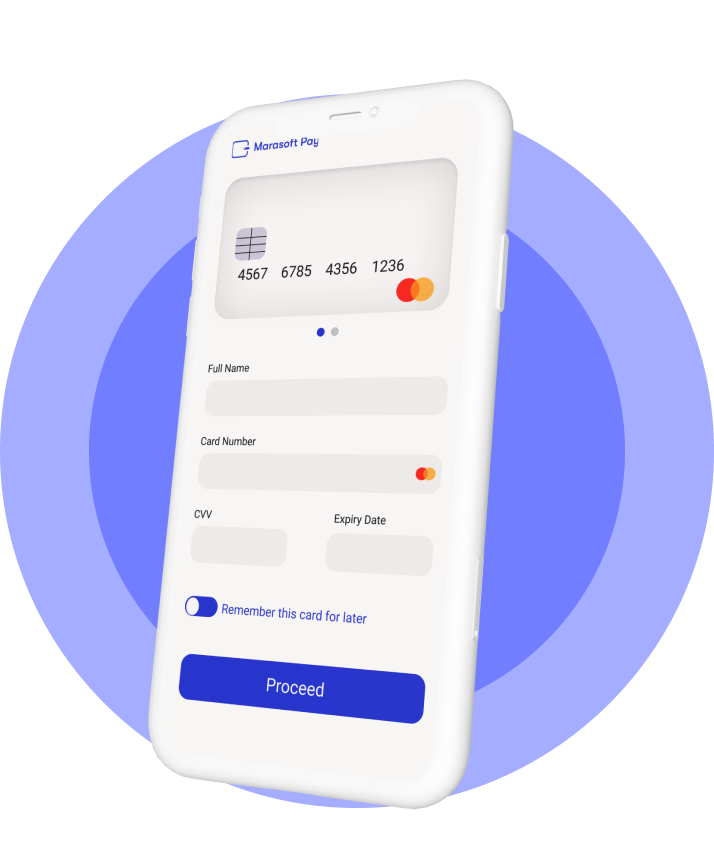 Marasoft Pay
4567 6785 4356 1236
Full Name
Card Number
CVV Expiry Date
Remember this card for later
Proceed